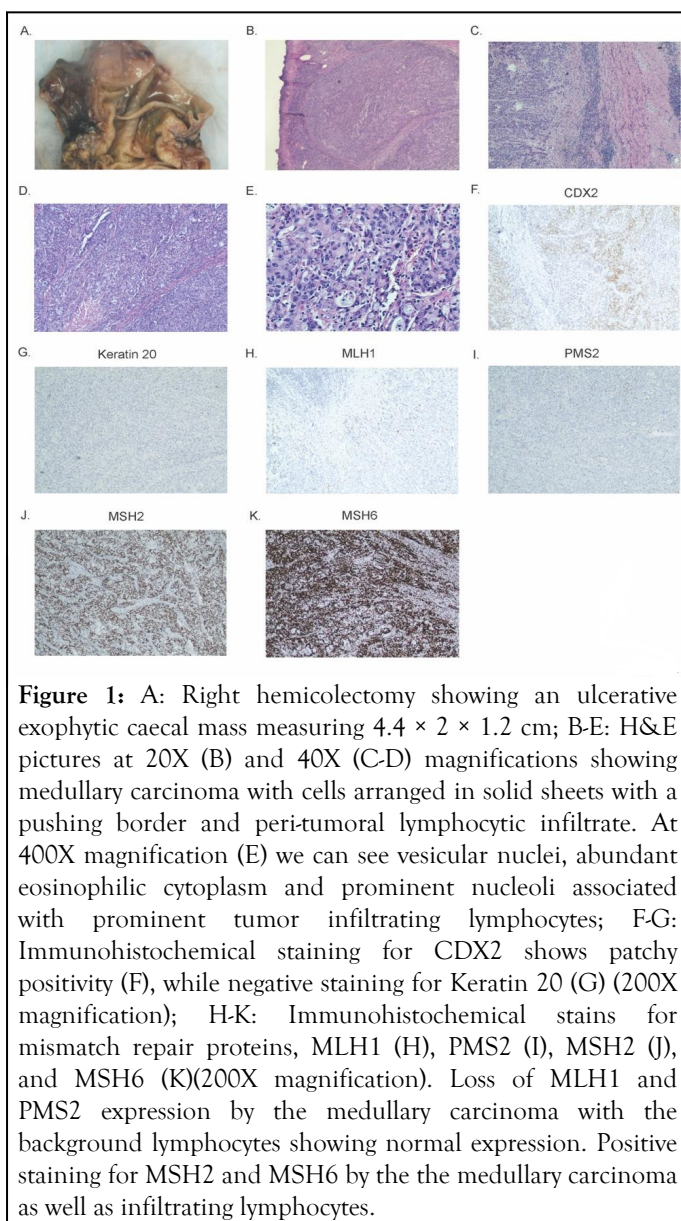 A.
B.
C.
D.
E.
F.
CDX2
G.
Keratin 20
H.
MLH1
I.
PMS2
J.
MSH2
K.
MSH6
Figure 1: A: Right hemicolectomy showing an ulcerative
exophytic caecal mass measuring 4.4 × 2 × 1.2 cm; B-E: H&E
pictures at 20X (B) and 40X (C-D) magnifications showing
medullary carcinoma with cells arranged in solid sheets with a
pushing border and peri-tumoral lymphocytic infiltrate. At
400X magnification (E) we can see vesicular nuclei, abundant
eosinophilic cytoplasm and prominent nucleoli associated
with prominent tumor infiltrating lymphocytes; F-G:
Immunohistochemical staining for CDX2 shows patchy
positivity (F), while negative staining for Keratin 20 (G) (200X
magnification); H-K: Immunohistochemical stains for
mismatch repair proteins, MLH1 (H), PMS2 (I), MSH2 (J),
and MSH6 (K)(200X magnification). Loss of MLH1 and
PMS2 expression by the medullary carcinoma with the
background lymphocytes showing normal expression. Positive
staining for MSH2 and MSH6 by the the medullary carcinoma
as well as infiltrating lymphocytes.